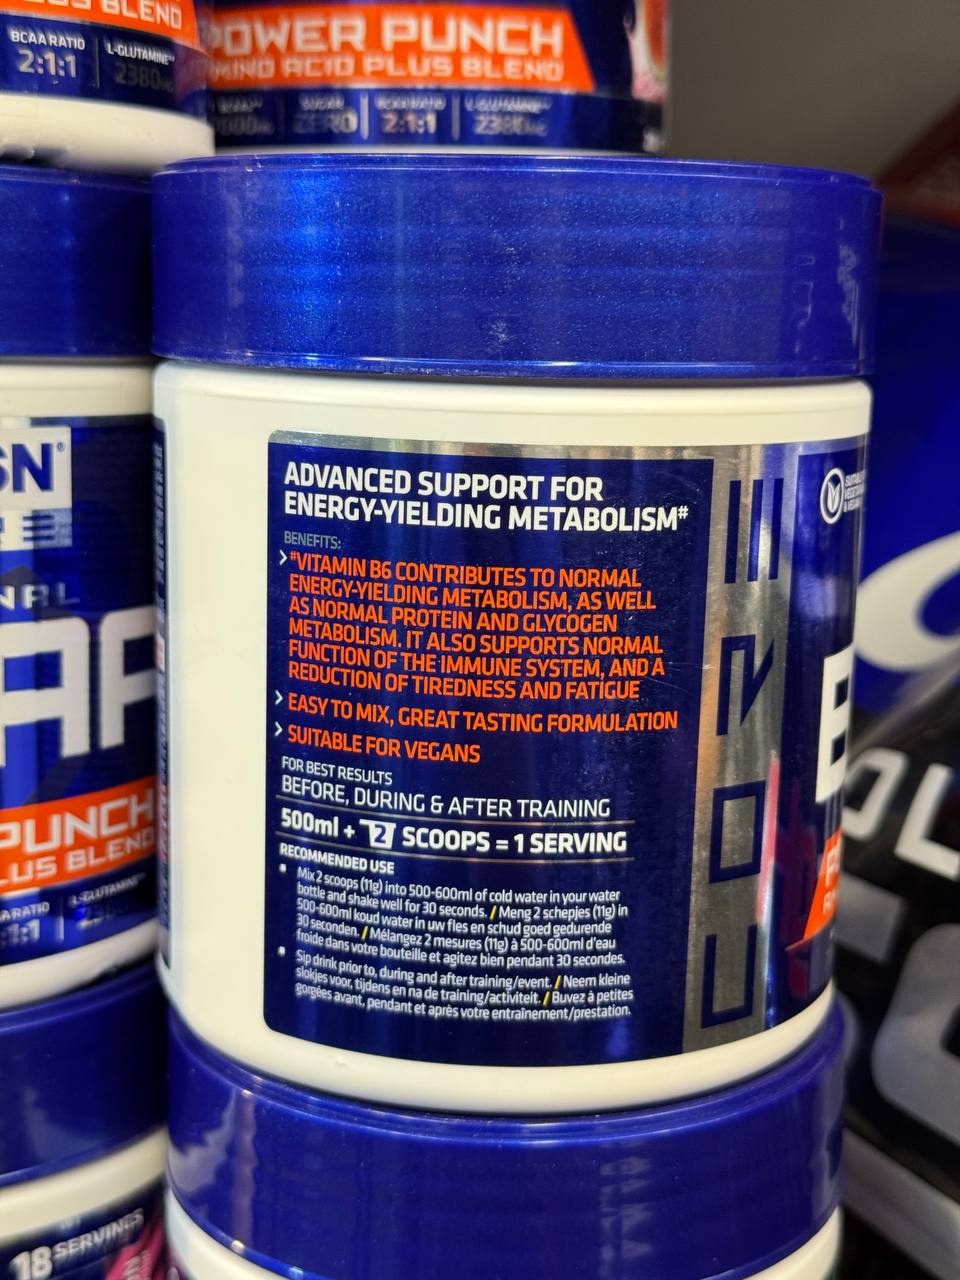 US BLEND
BCAA RATIO
2:1:1
L-GLUTAMINE**
2380
POWER PUNCH
AMINO ACID PLUS BLEND
ZERO
BCAA RATIO
2:1:1
L-GLUTAMINE**
SN®
PUNCH
LUS BLEND
L-GLUTAMINE**
18 SERVINGS
ADVANCED SUPPORT FOR
ENERGY-YIELDING METABOLISM#
BENEFITS:
> #VITAMIN B6 CONTRIBUTES TO NORMAL
ENERGY-YIELDING METABOLISM, AS WELL
AS NORMAL PROTEIN AND GLYCOGEN
METABOLISM. IT ALSO SUPPORTS NORMAL
FUNCTION OF THE IMMUNE SYSTEM, AND A
REDUCTION OF TIREDNESS AND FATIGUE
> EASY TO MIX, GREAT TASTING FORMULATION
> SUITABLE FOR VEGANS
FOR BEST RESULTS
BEFORE, DURING & AFTER TRAINING
500ml + 2 SCOOPS = 1 SERVING
RECOMMENDED USE
▪ Mix 2 scoops (11g) into 500-600ml of cold water in your water
bottle and shake well for 30 seconds. / Meng 2 schepjes (11g) in
500-600ml koud water in uw fles en schud goed gedurende
30 seconden. / Mélangez 2 mesures (11g) à 500-600ml d'eau
froide dans votre bouteille et agitez bien pendant 30 secondes.
▪ Sip drink prior to, during and after training/event. / Neem kleine
slokjes voor, tijdens en na de training/activiteit. / Buvez à petites
gorgées avant, pendant et après votre entraînement/prestation.
CORE